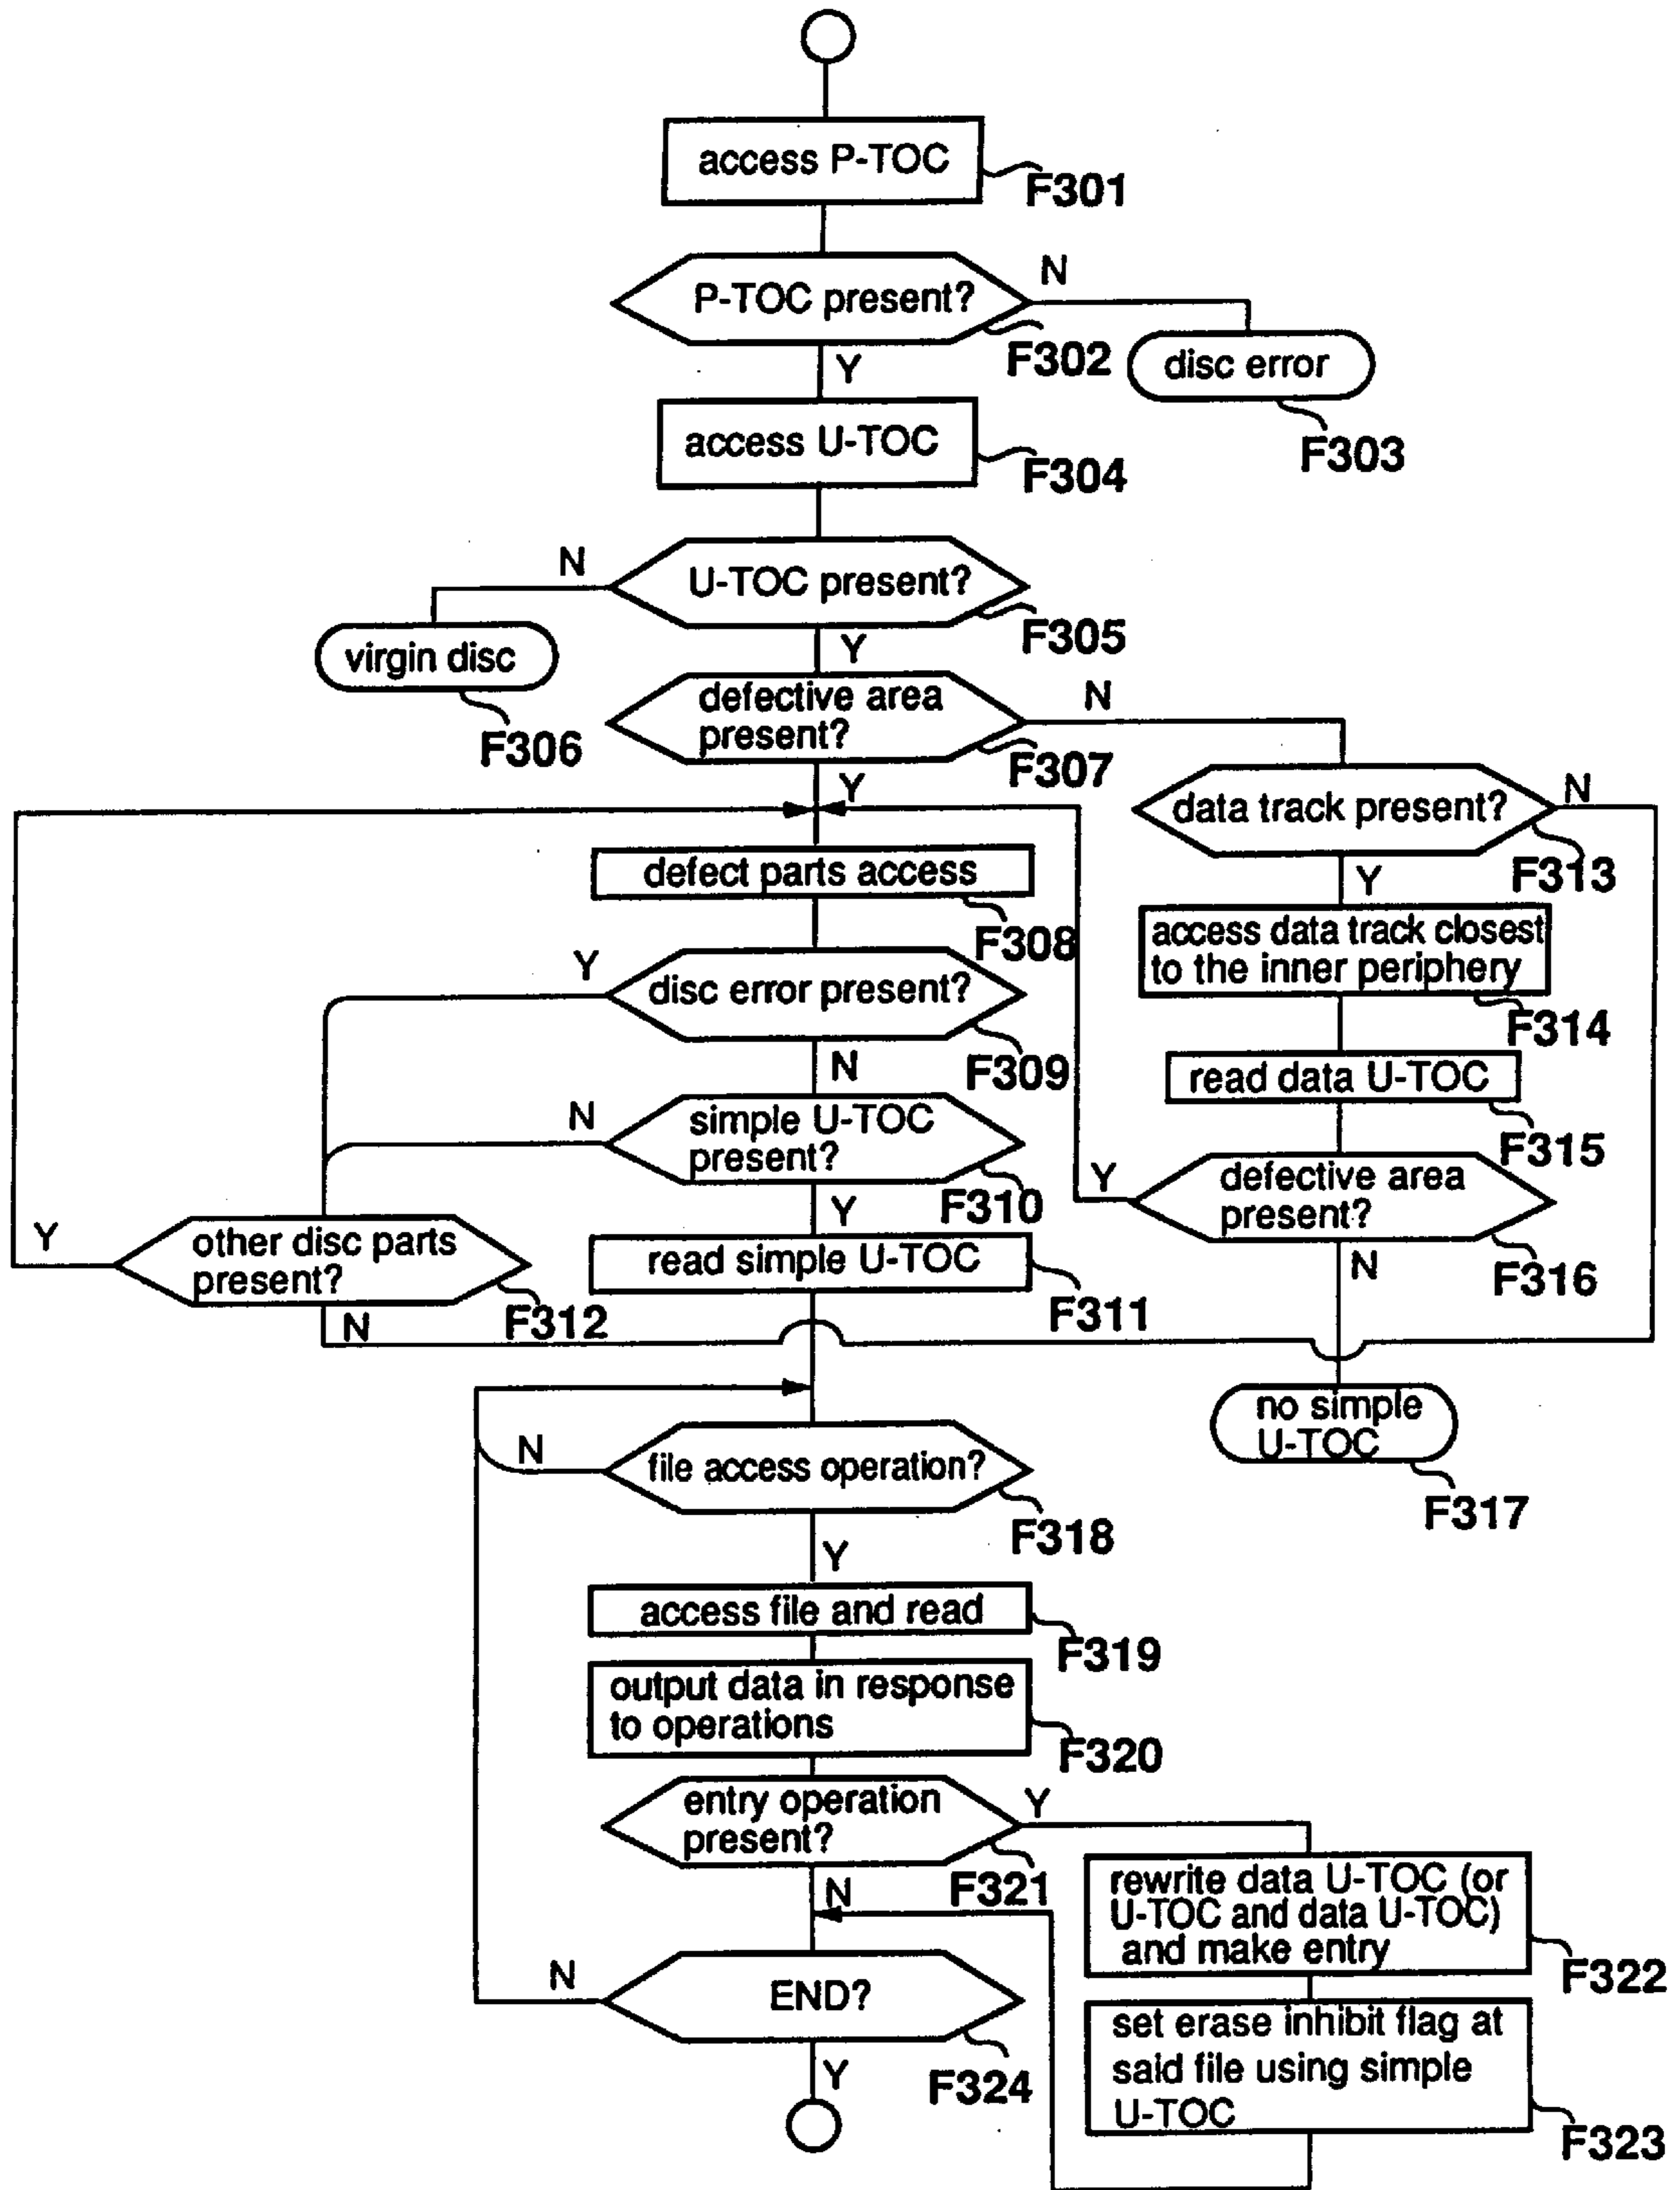 access P-TOC
F301
P-TOC present?
N
F302
Y
disc error
F303
access U-TOC
F304
N
U-TOC present?
F305
virgin disc
Y
F306
defective area
present?
N
F307
Y
data track present?
N
F313
Y
defect parts access
F308
access data track closest
to the inner periphery
F314
Y
disc error present?
F309
N
read data U-TOC
F315
N
simple U-TOC
present?
F310
Y
Y
defective area
present?
F316
N
Y
other disc parts
present?
F312
N
read simple U-TOC
F311
no simple
U-TOC
F317
N
file access operation?
F318
Y
access file and read
F319
output data in response
to operations
F320
entry operation
present?
Y
F321
N
rewrite data U-TOC (or
U-TOC and data U-TOC)
and make entry
F322
N
END?
F324
Y
set erase inhibit flag at
said file using simple
U-TOC
F323